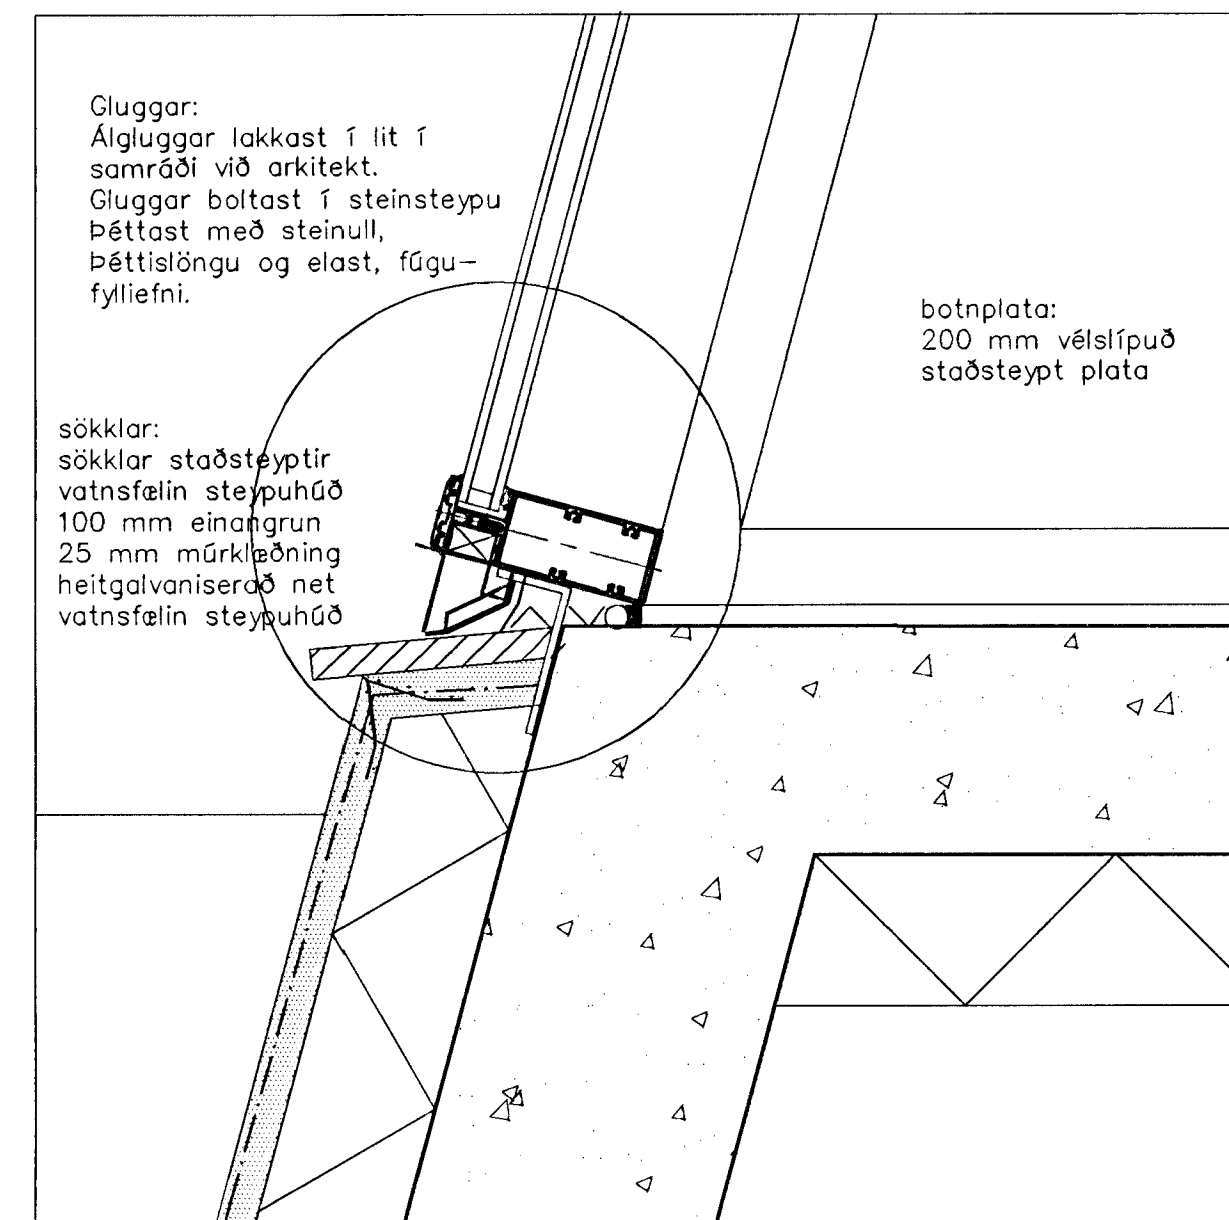 Gluggar:
Álgluggar lakkast í lit í
samráði við arkitekt.
Gluggar boltast í steinsteypu
Þéttast með steinull,
Þéttislöngu og elast, fúgu-
fylliefni.
botnplata:
200 mm vélslípuð
staðsteypt plata
sökklar:
sökklar staðsteyptir
vatnsfælin steypuhúð
100 mm einangrun
25 mm múrklæðning
heitgalvaniserað net
vatnsfælin steypuhúð